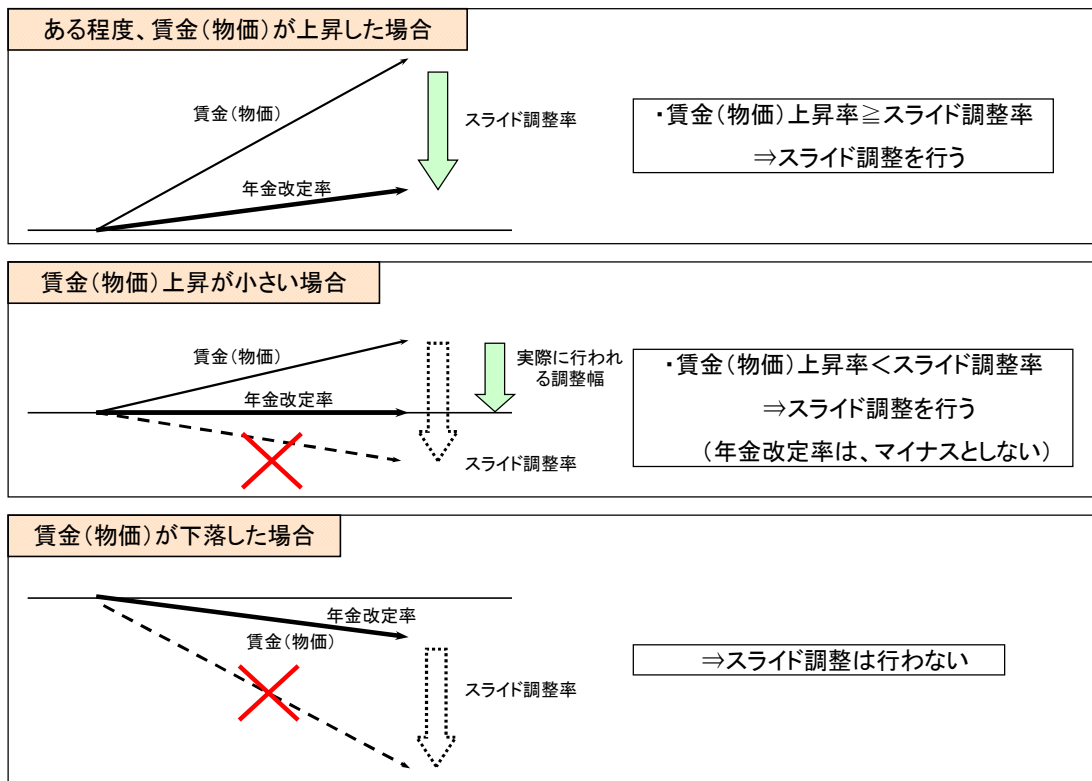 ある程度、賃金(物価)が上昇した場合
賃金(物価)
スライド調整率
年金改定率
・賃金(物価)上昇率≧スライド調整率
⇒スライド調整を行う
賃金(物価)上昇が小さい場合
賃金(物価)
年金改定率
実際に行われ
る調整幅
スライド調整率
・賃金(物価)上昇率<スライド調整率
⇒スライド調整を行う
(年金改定率は、マイナスとしない)
賃金(物価)が下落した場合
年金改定率
賃金(物価)
スライド調整率
⇒スライド調整は行わない